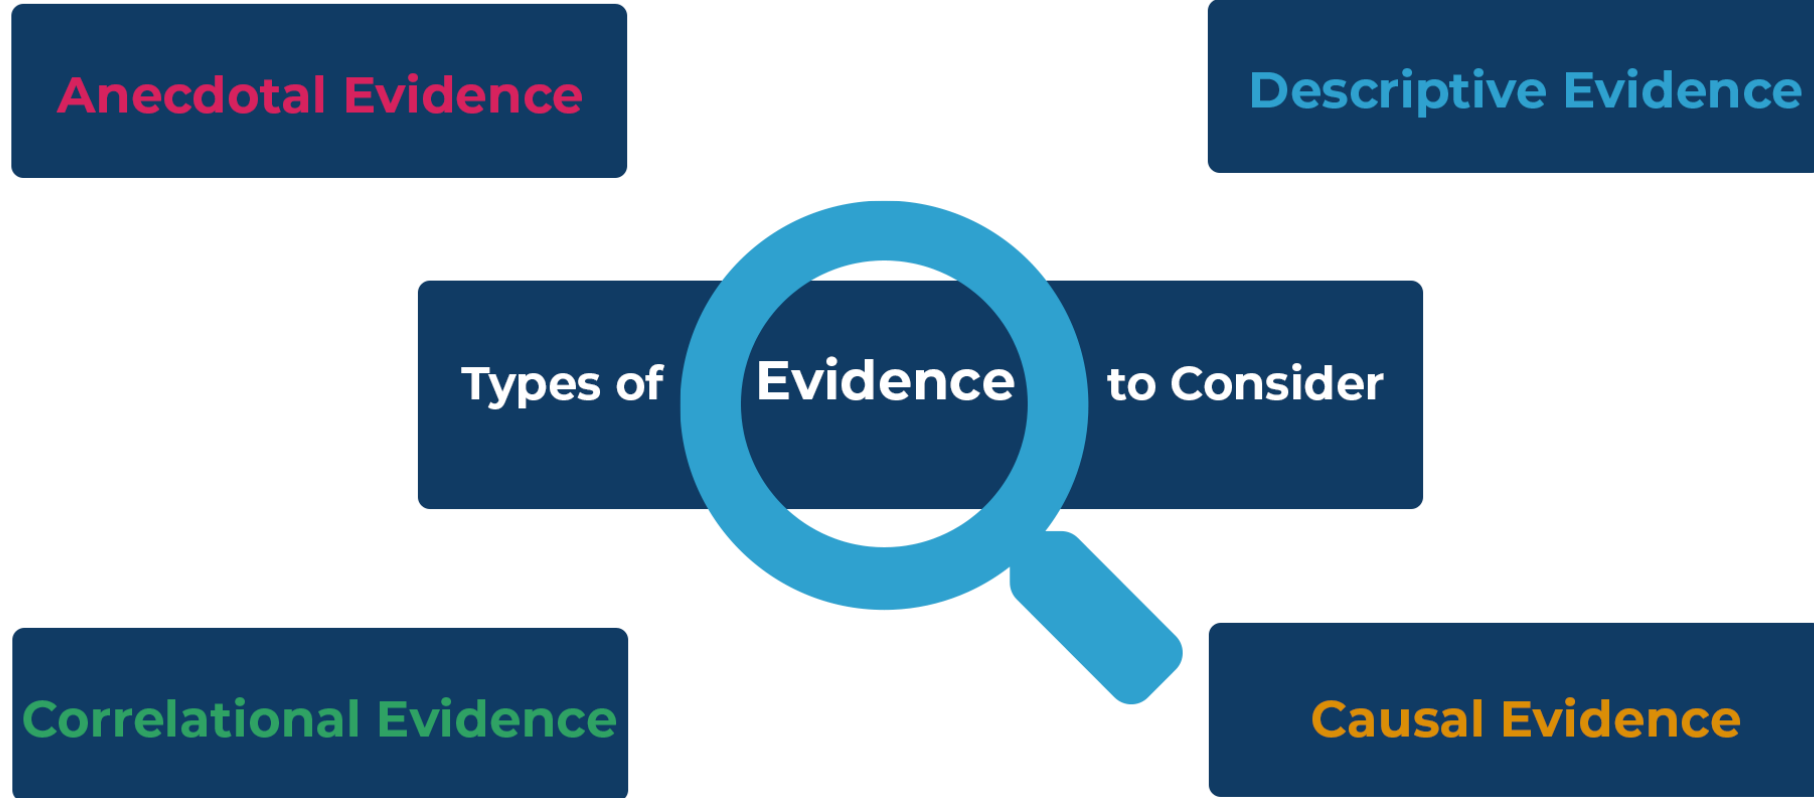 Anecdotal Evidence
Descriptive Evidence
Types of Evidence to Consider
Correlational Evidence
Causal Evidence